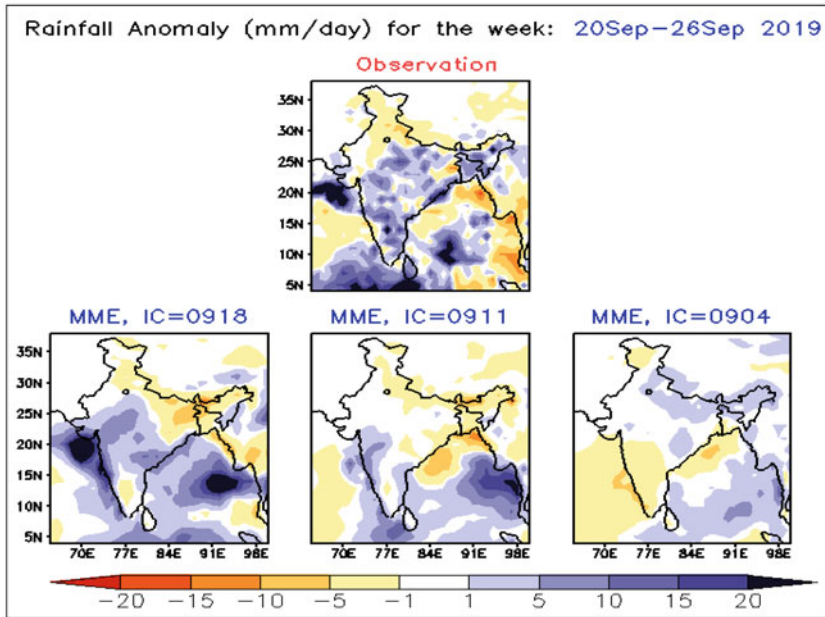 Rainfall Anomaly (mm/day) for the week: 20Sep-26Sep 2019
Observation
35N
30N
25N
20N
15N
10N
5N
MME, IC=0918 MME, IC=0911 MME, IC=0904
35N
30N
25N
20N
15N
10N
5N
70E 77E 84E 91E 98E 70E 77E 84E 91E 98E 70E 77E 84E 91E 98E
-20 -15 -10 -5 -1 1 5 10 15 20